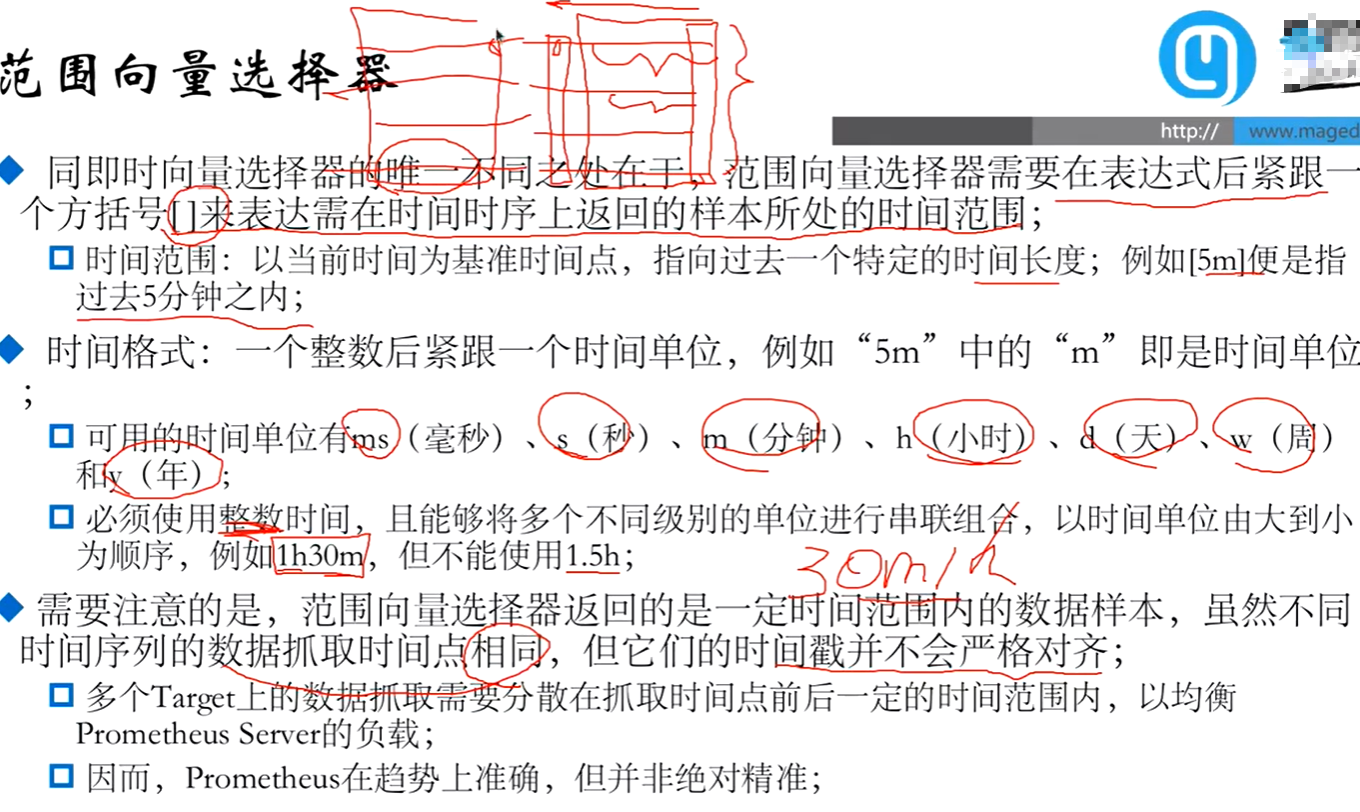 范围向量选择器
http://
www.maged
同即时向量选择器的唯一不同之处在于，范围向量选择器需要在表达式后紧跟一
个方括号[]来表达需在时间时序上返回的样本所处的时间范围；
时间范围：以当前时间为基准时间点，指向过去一个特定的时间长度；例如[5m]便是指
过去5分钟之内；
时间格式：一个整数后紧跟一个时间单位，例如“5m”中的“m”即是时间单位
；
可用的时间单位有ms（毫秒）、s（秒）、m（分钟）、h（小时）、d（天）、w（周）
和y（年）；
必须使用整数时间，且能够将多个不同级别的单位进行串联组合，以时间单位由大到小
为顺序，例如1h30m，但不能使用1.5h；
30m1h
需要注意的是，范围向量选择器返回的是一定时间范围内的数据样本，虽然不同
时间序列的数据抓取时间点相同，但它们的时间戳并不会严格对齐；
多个Target上的数据抓取需要分散在抓取时间点前后一定的时间范围内，以均衡
Prometheus Server的负载；
因而，Prometheus在趋势上准确，但并非绝对精准；